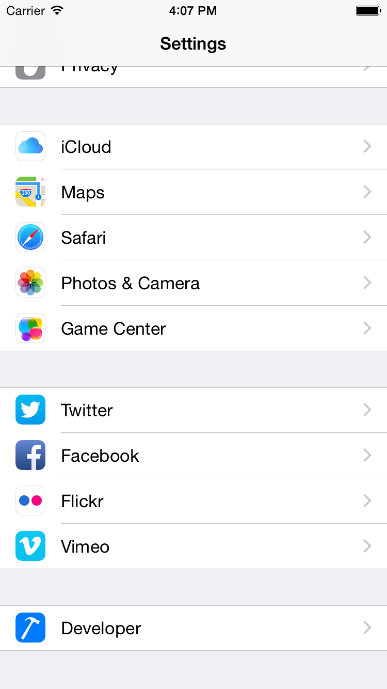 Carrier 4:07 PM
Settings
Privacy
iCloud
Maps
Safari
Photos & Camera
Game Center
Twitter
Facebook
Flickr
Vimeo
Developer